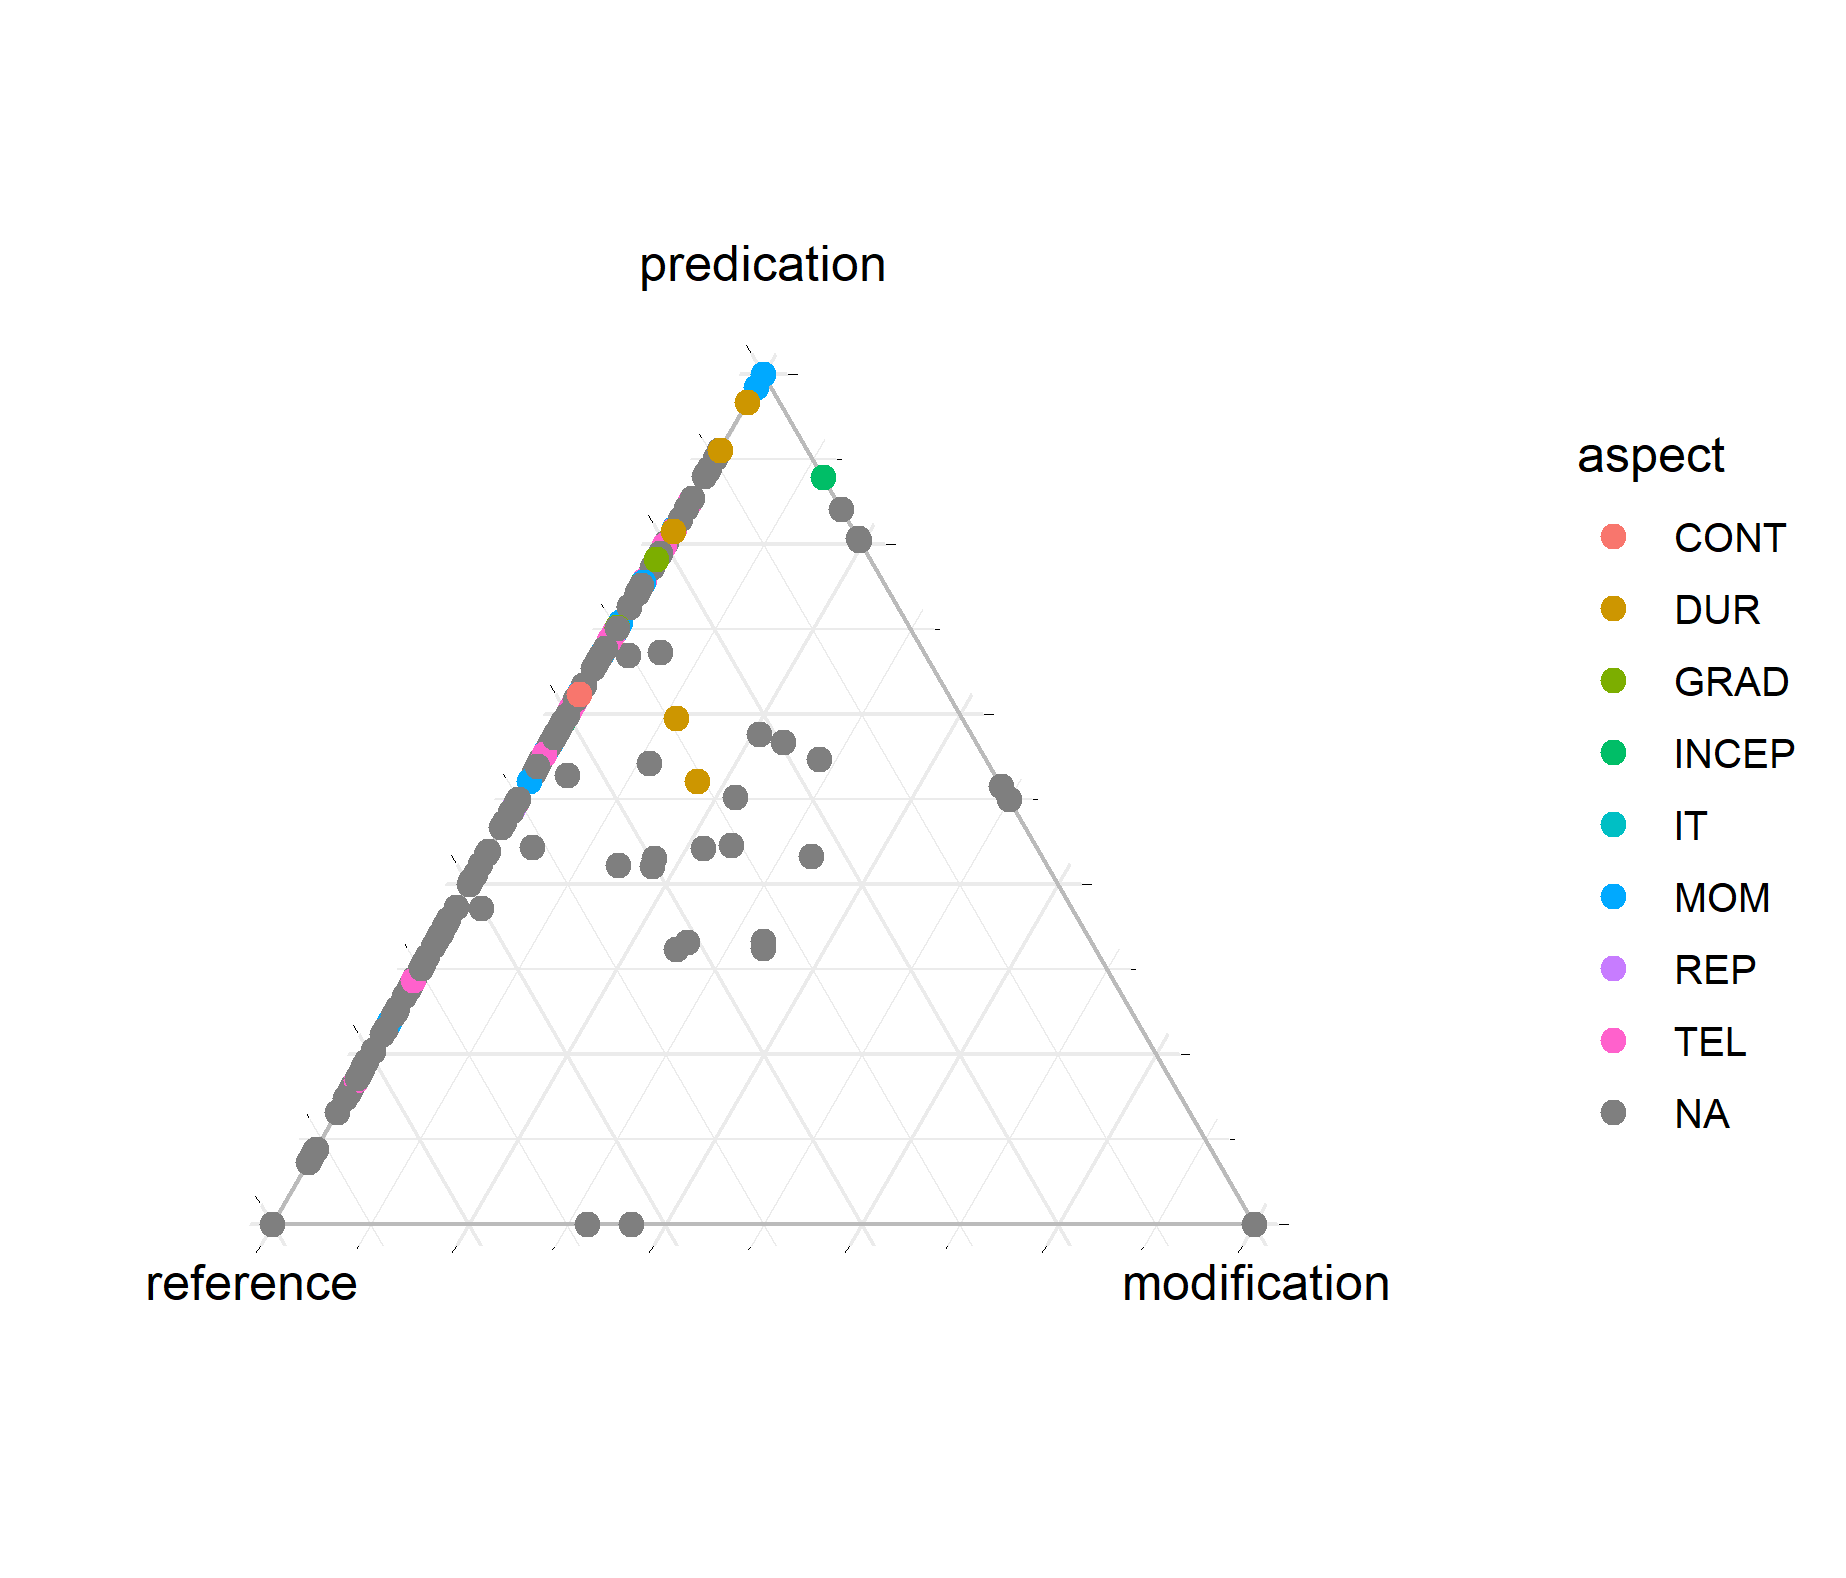 predication
aspect
CONT
DUR
GRAD
INCEP
IT
MOM
REP
TEL
NA
reference
modification